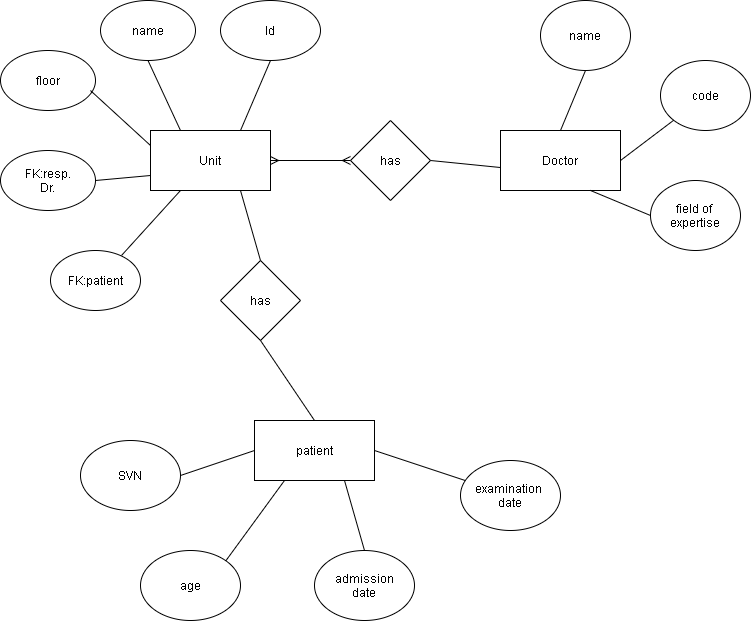 name
Id
name
floor
code
Unit
has
Doctor
FK:resp.
Dr.
field of
expertise
FK:patient
has
patient
SVN
examination
date
age
admission
date